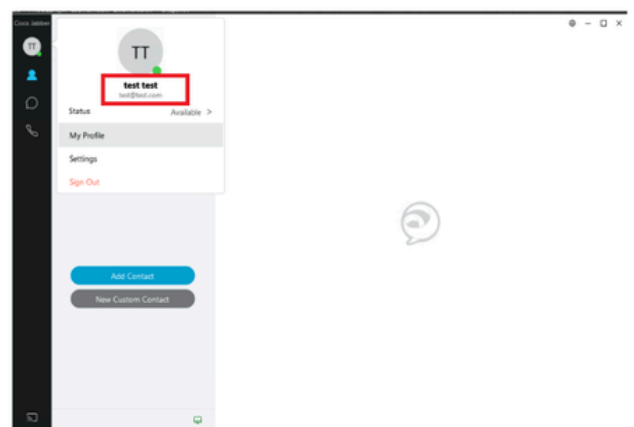 Cisco Jabber
TT
TT
test test
test@test.com
Status Available >
My Profile
Settings
Sign Out
Add Contact
New Custom Contact